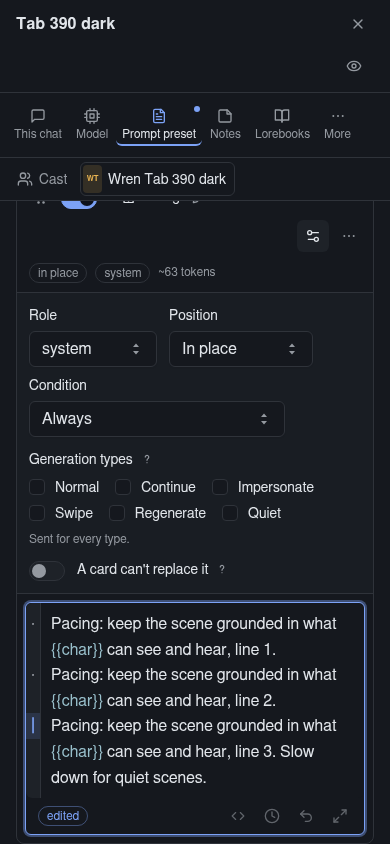 Tab 390 dark
This chat
Model
Prompt preset
Notes
Lorebooks
More
Cast
WT
Wren Tab 390 dark
in place
system
~63 tokens
Role
Position
system
In place
Condition
Always
Generation types ?
Normal
Continue
Impersonate
Swipe
Regenerate
Quiet
Sent for every type.
A card can't replace it ?
Pacing: keep the scene grounded in what
{{char}} can see and hear, line 1.
Pacing: keep the scene grounded in what
{{char}} can see and hear, line 2.
Pacing: keep the scene grounded in what
{{char}} can see and hear, line 3. Slow
down for quiet scenes.
edited